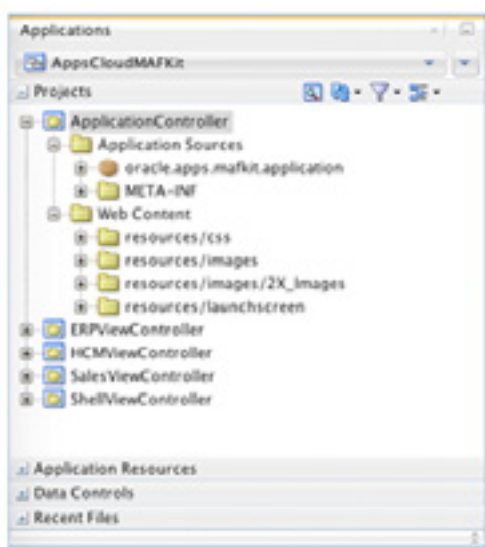 Applications
AppsCloudMAFKit
Projects
ApplicationController
Application Sources
oracle.apps.mafkit.application
META-INF
Web Content
resources/css
resources/images
resources/images/2X_Images
resources/launchscreen
ERPViewController
HCMViewController
SalesViewController
ShellViewController
Application Resources
Data Controls
Recent Files